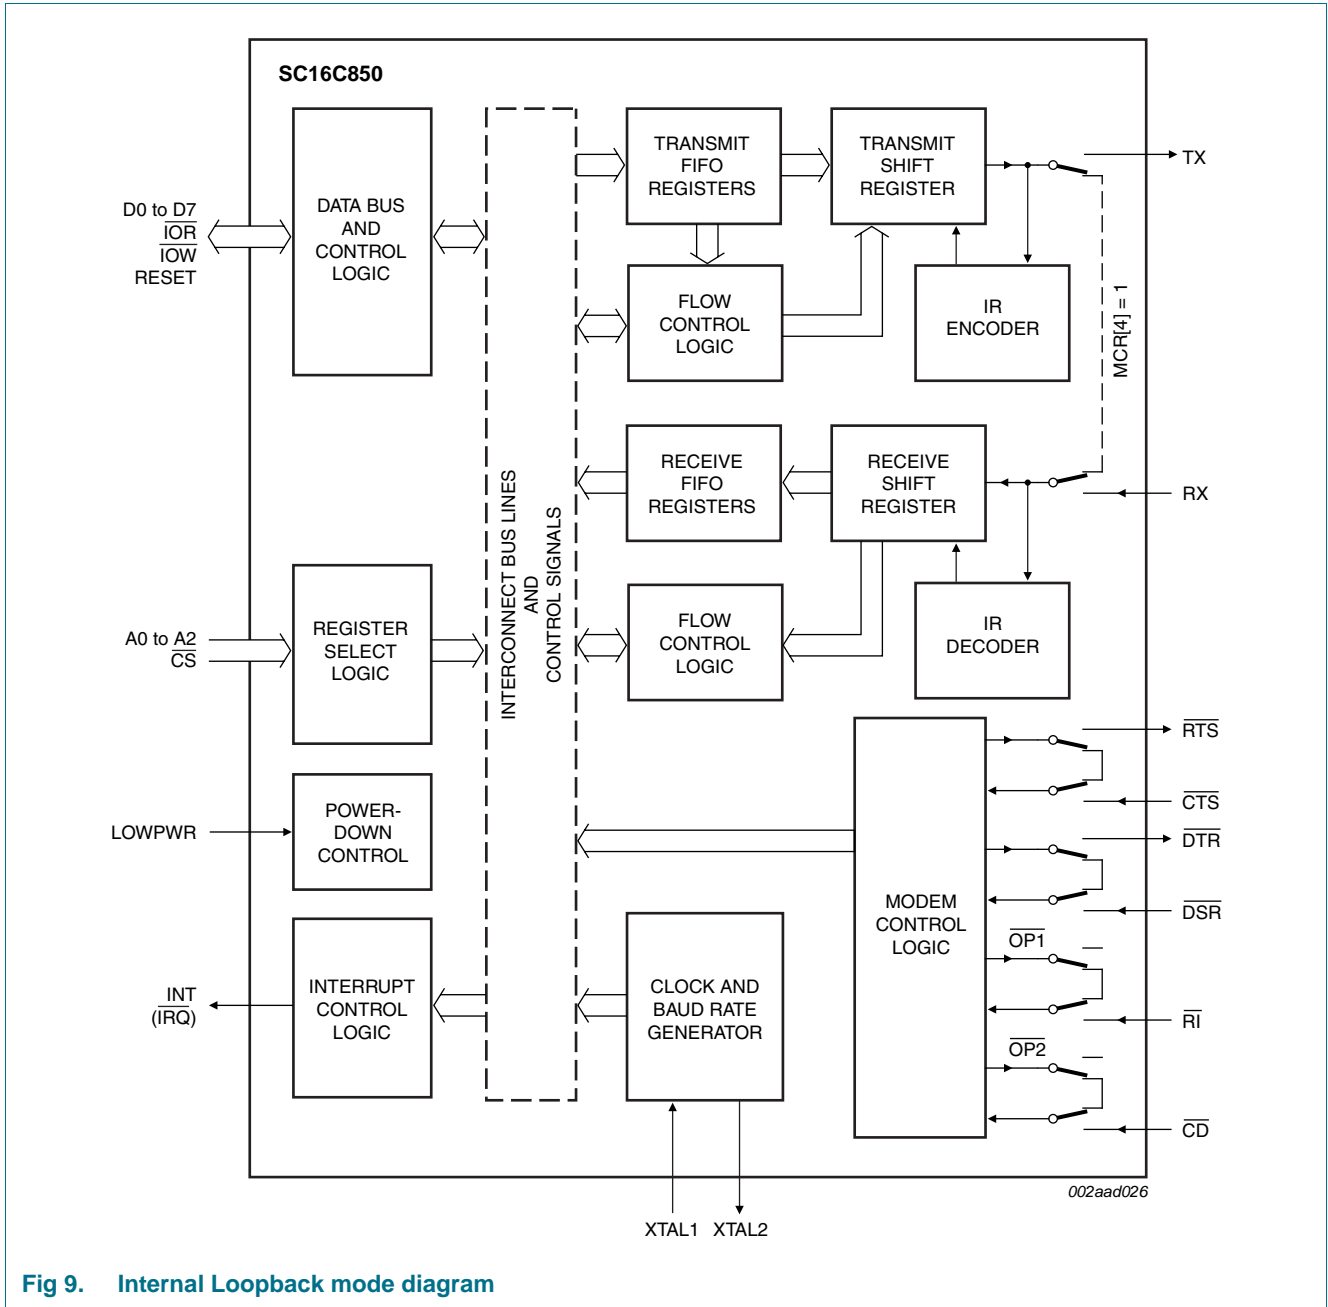 SC16C850
D0 to D7
IOR
IOW
RESET
DATA BUS
AND
CONTROL
LOGIC
A0 to A2
CS
REGISTER
SELECT
LOGIC
LOWPWR
POWER-
DOWN
CONTROL
INT
(IRQ)
INTERRUPT
CONTROL
LOGIC
INTERCONNECT BUS LINES
AND
CONTROL SIGNALS
TRANSMIT
FIFO
REGISTERS
TRANSMIT
SHIFT
REGISTER
TX
FLOW
CONTROL
LOGIC
IR
ENCODER
MCR[4] = 1
RECEIVE
FIFO
REGISTERS
RECEIVE
SHIFT
REGISTER
RX
FLOW
CONTROL
LOGIC
IR
DECODER
MODEM
CONTROL
LOGIC
RTS
CTS
DTR
DSR
OP1
RI
OP2
CD
CLOCK AND
BAUD RATE
GENERATOR
XTAL1 XTAL2
002aad026
Fig 9. Internal Loopback mode diagram